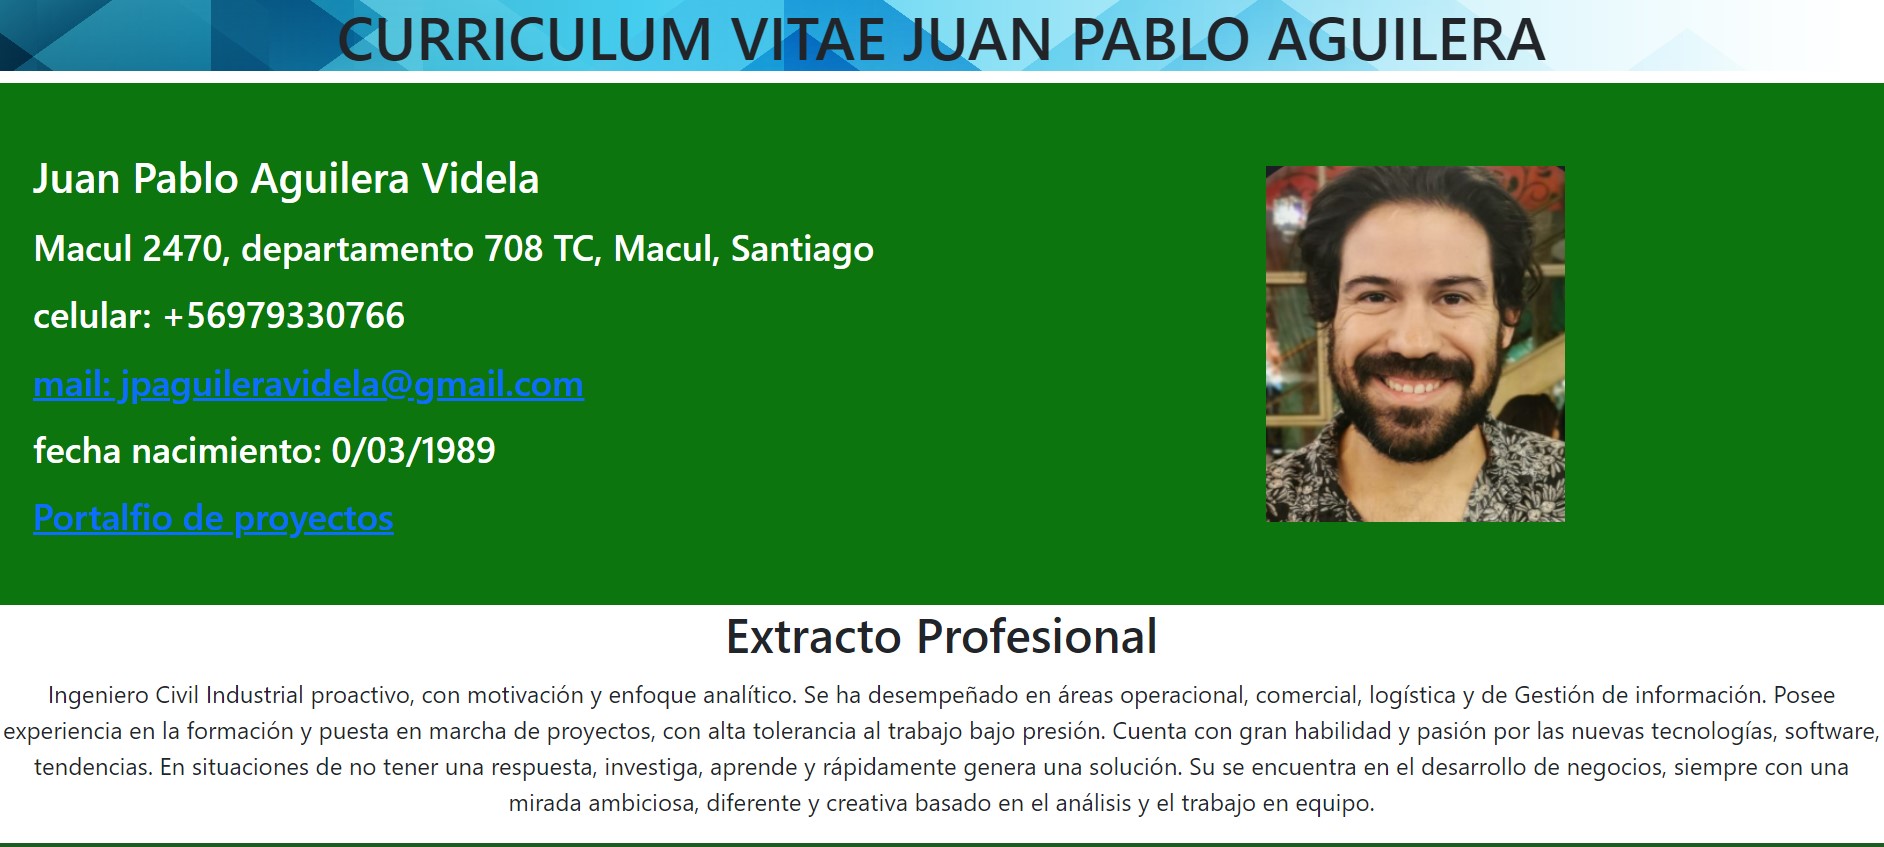 CURRICULUM VITAE JUAN PABLO AGUILERA
Juan Pablo Aguilera Videla
Macul 2470, departamento 708 TC, Macul, Santiago
celular: +56979330766
mail: jpaguileravidela@gmail.com
fecha nacimiento: 0/03/1989
Portalfio de proyectos
Extracto Profesional
Ingeniero Civil Industrial proactivo, con motivación y enfoque analítico. Se ha desempeñado en áreas operacional, comercial, logística y de Gestión de información. Posee
experiencia en la formación y puesta en marcha de proyectos, con alta tolerancia al trabajo bajo presión. Cuenta con gran habilidad y pasión por las nuevas tecnologías, software,
tendencias. En situaciones de no tener una respuesta, investiga, aprende y rápidamente genera una solución. Su se encuentra en el desarrollo de negocios, siempre con una
mirada ambiciosa, diferente y creativa basado en el análisis y el trabajo en equipo.